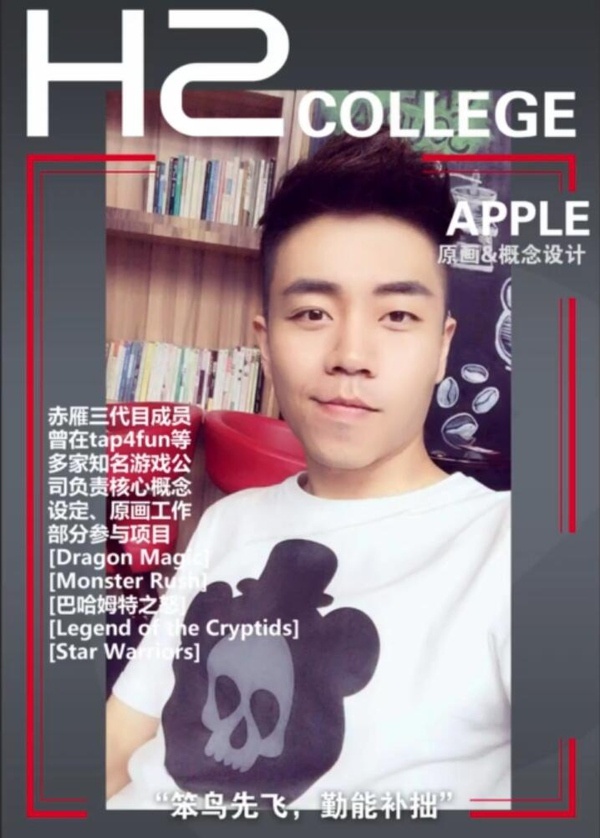 H2 COLLEGE
APPLE
原画&概念设计
赤雁三代目成员
曾在tap4fun等
多家知名游戏公
司负责核心概念
设定、原画工作
部分参与项目
[Dragon Magic]
[Monster Rush]
[巴哈姆特之怒]
[Legend of the Cryptids]
[Star Warriors]
“笨鸟先飞，勤能补拙”